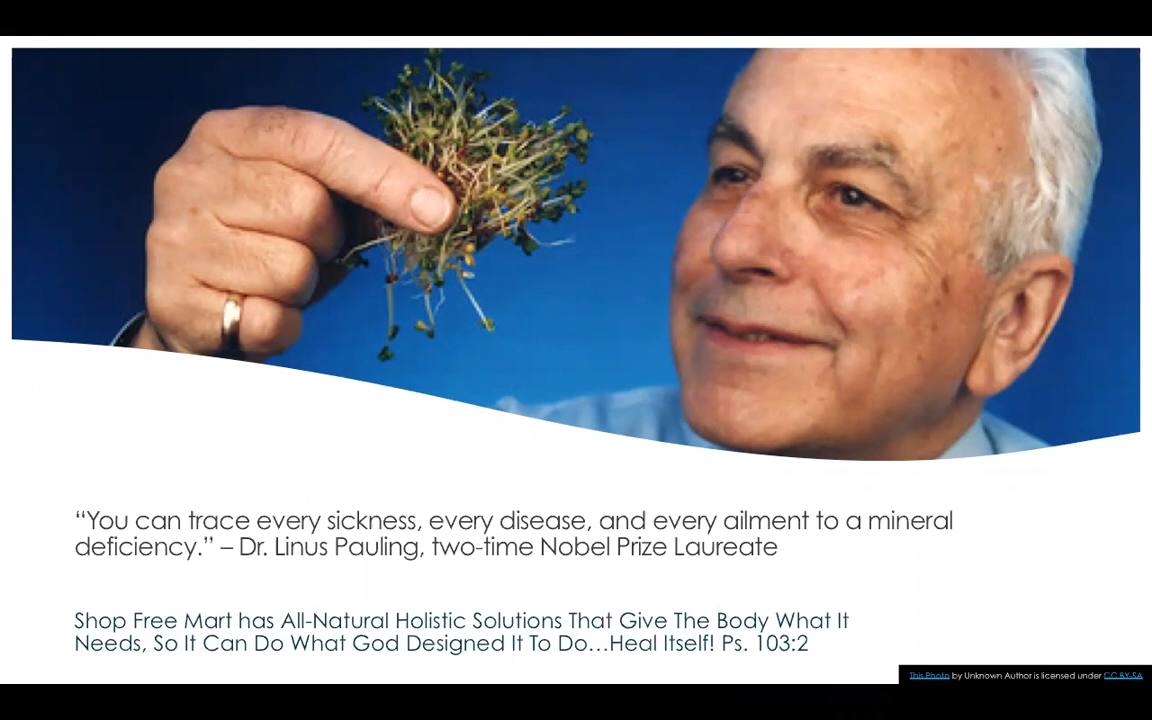 “You can trace every sickness, every disease, and every ailment to a mineral
deficiency.” – Dr. Linus Pauling, two-time Nobel Prize Laureate
Shop Free Mart has All-Natural Holistic Solutions That Give The Body What It
Needs, So It Can Do What God Designed It To Do…Heal Itself! Ps. 103:2
This Photo by Unknown Author is licensed under CC BY-SA